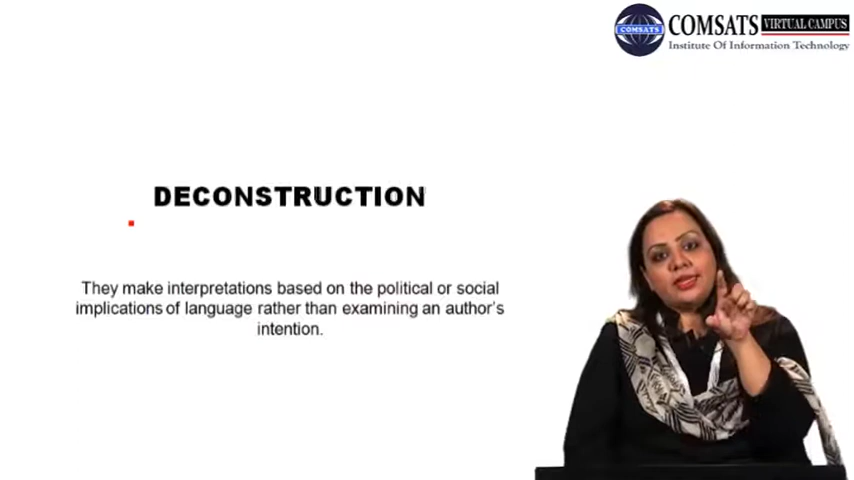 COMSATS
COMSATS VIRTUAL CAMPUS
Institute Of Information Technology
DECONSTRUCTION
They make interpretations based on the political or social
implications of language rather than examining an author's
intention.